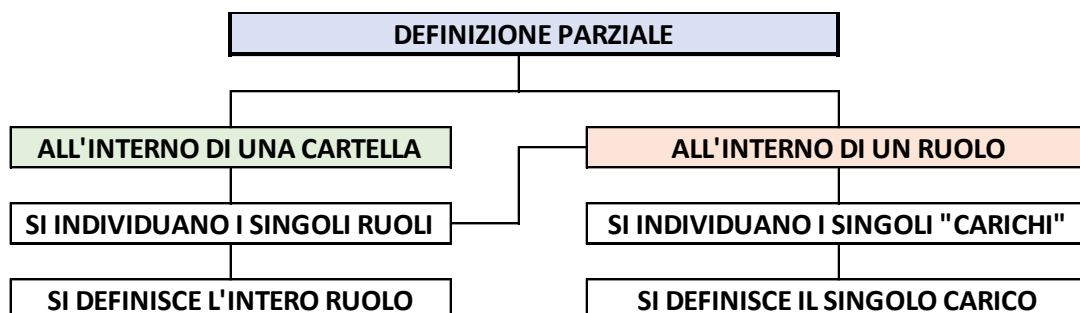 DEFINIZIONE PARZIALE
ALL'INTERNO DI UNA CARTELLA
ALL'INTERNO DI UN RUOLO
SI INDIVIDUANO I SINGOLI RUOLI
SI INDIVIDUANO I SINGOLI "CARICHI"
SI DEFINISCE L'INTERO RUOLO
SI DEFINISCE IL SINGOLO CARICO